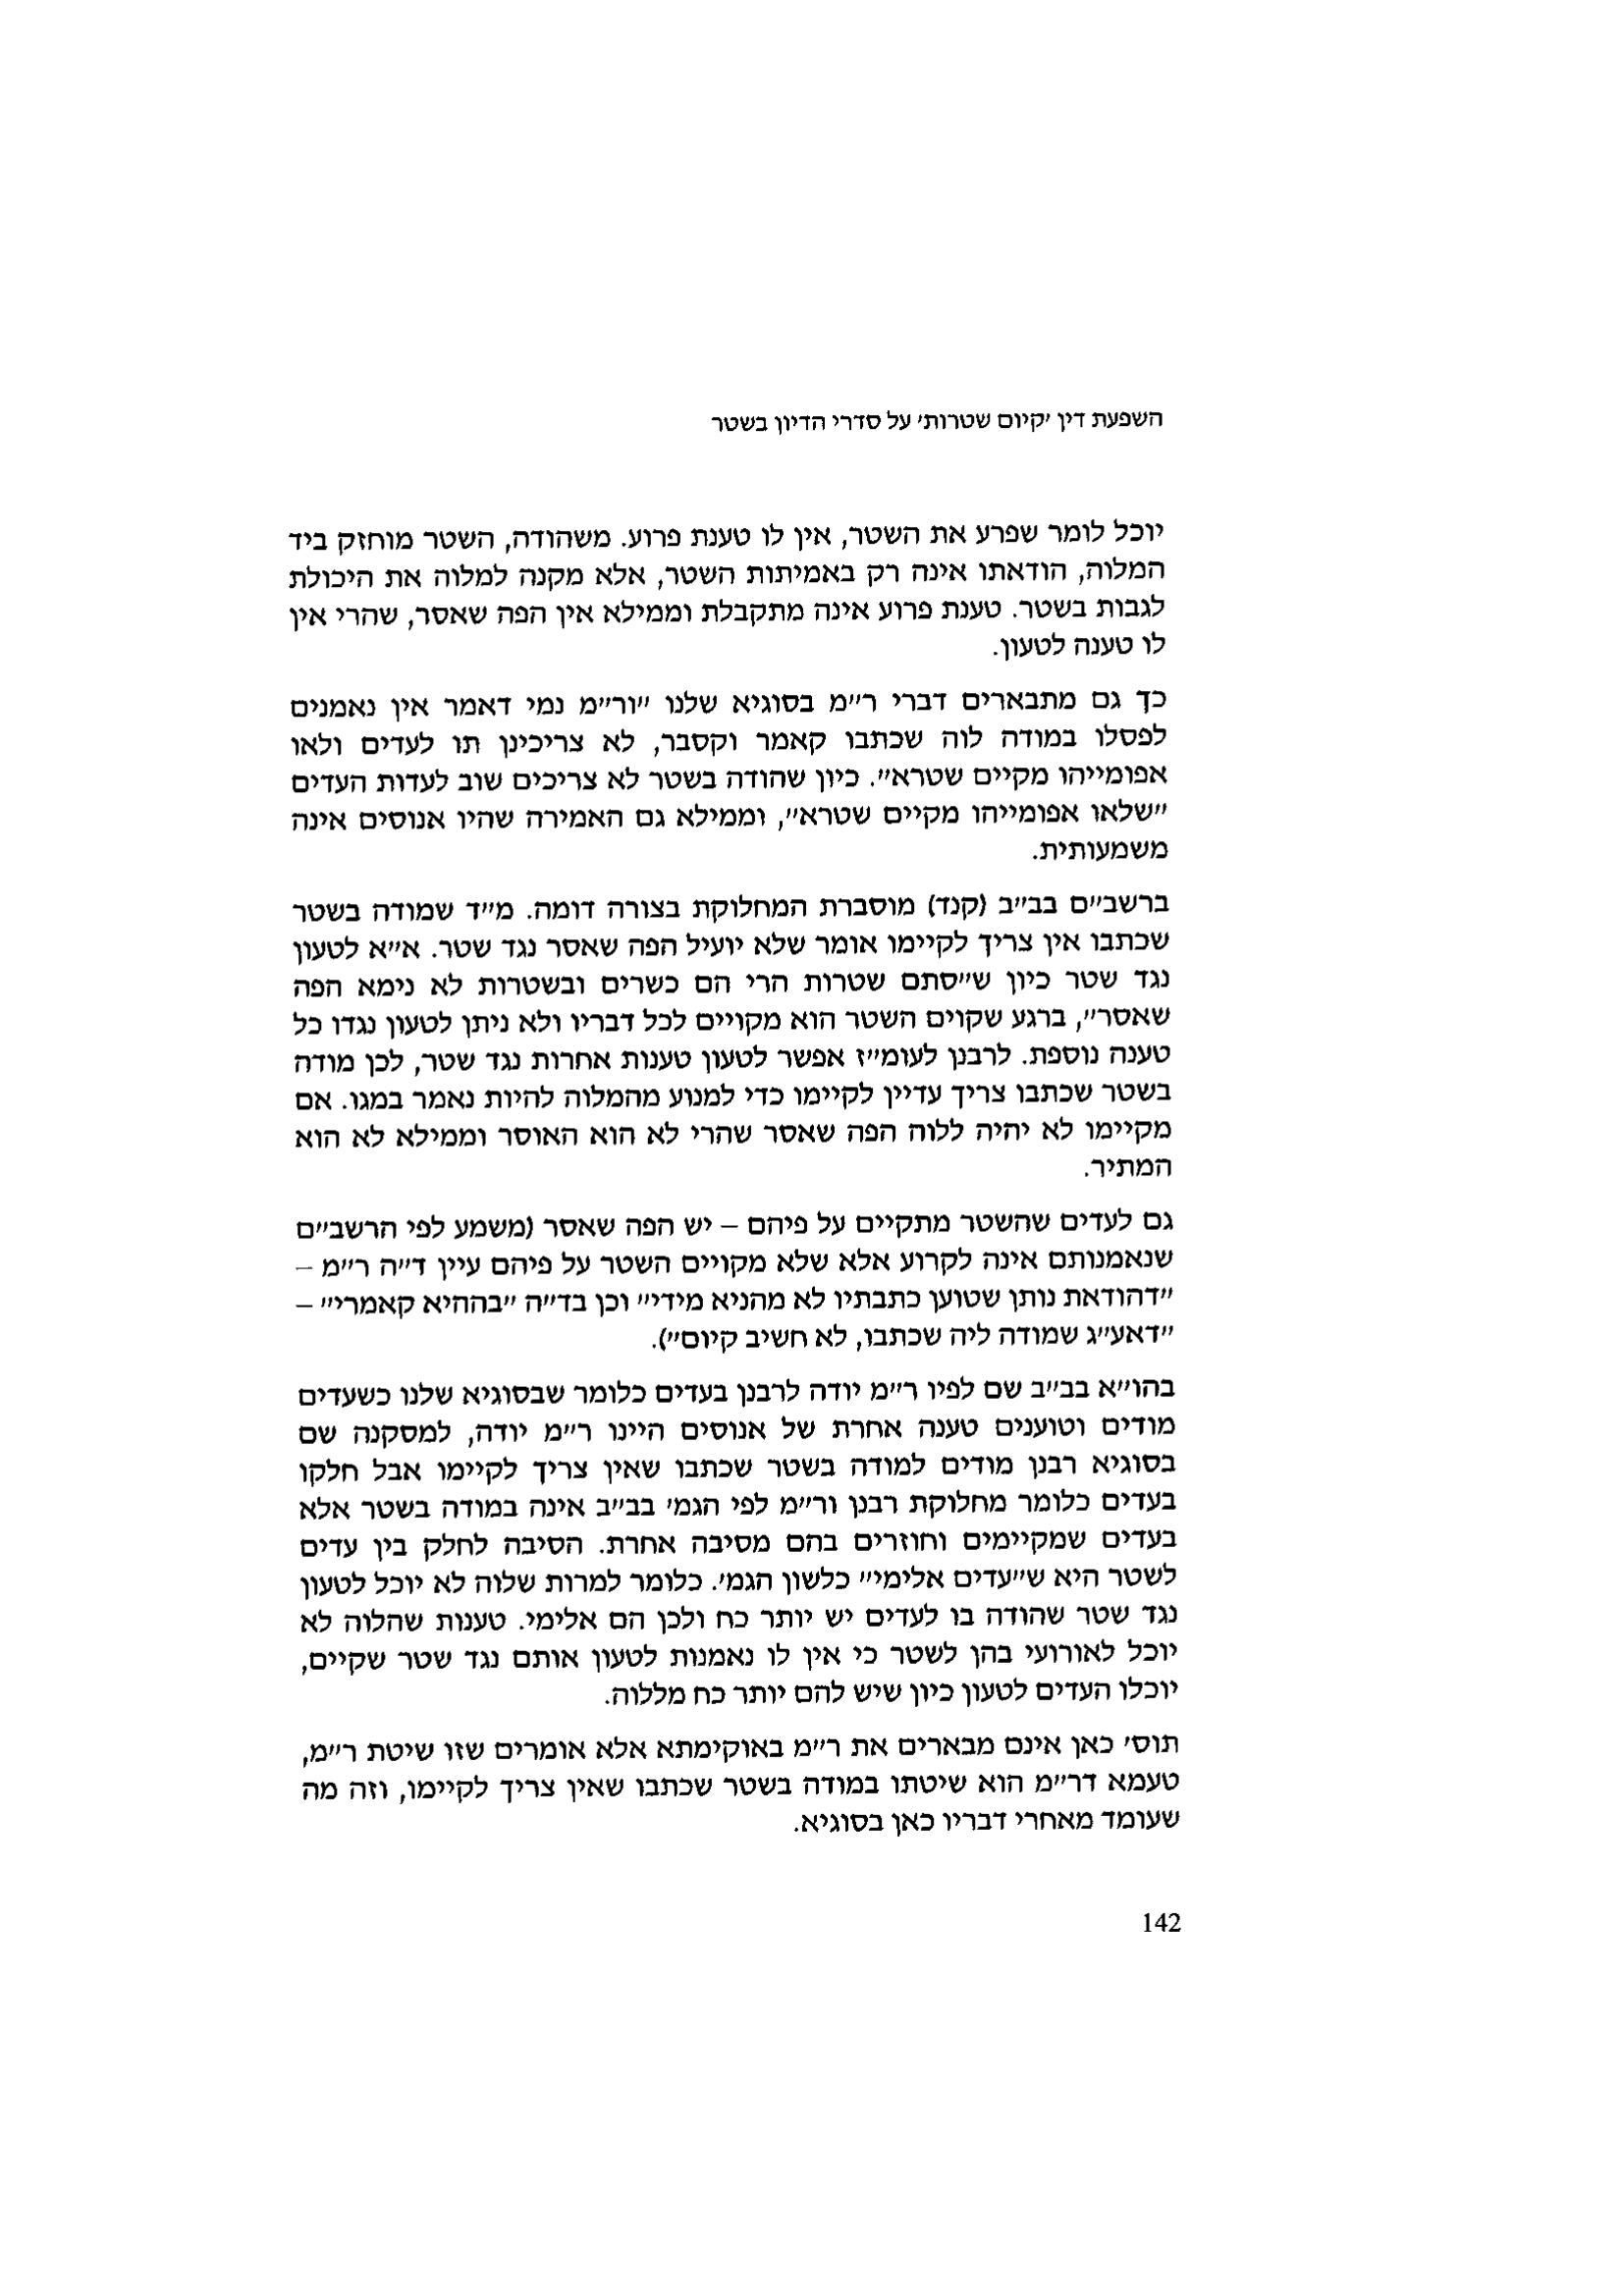 השפעת דין 'קיום שטרות' על סדרי הדיון בשטר
יוכל לומר שפרע את השטר, אין לו טענת פרוע. משהודה, השטר מוחזק ביד
המלוה, הודאתו אינה רק באמיתות השטר, אלא מקנה למלוה את היכולת
לגבות בשטר. טענת פרוע אינה מתקבלת וממילא אין הפה שאסר, שהרי אין
לו טענה לטעון.
כך גם מתבארים דברי ר"מ בסוגיא שלנו "ור"מ נמי דאמר אין נאמנים
לפסלו במודה לוה שכתבו קאמר וקסבר, לא צריכינן תו לעדים ולאו
אפומייהו מקיים שטרא". כיון שהודה בשטר לא צריכים שוב לעדות העדים
"שלאו אפומייהו מקיים שטרא", וממילא גם האמירה שהיו אנוסים אינה
משמעותית.
ברשב"ם בב"ב (קנד) מוסברת המחלוקת בצורה דומה. מ"ד שמודה בשטר
שכתבו אין צריך לקיימו אומר שלא יועיל הפה שאסר נגד שטר. א"א לטעון
נגד שטר כיון ש"סתם שטרות הרי הם כשרים ובשטרות לא נימא הפה
שאסר", ברגע שקוים השטר הוא מקויים לכל דבריו ולא ניתן לטעון נגדו כל
טענה נוספת. לרבנן לעומ"ז אפשר לטעון טענות אחרות נגד שטר, לכן מודה
בשטר שכתבו צריך עדיין לקיימו כדי למנוע מהמלוה להיות נאמר במגו. אם
מקיימו לא יהיה ללוה הפה שאסר שהרי לא הוא האוסר וממילא לא הוא
המתיר.
גם לעדים שהשטר מתקיים על פיהם – יש הפה שאסר (משמע לפי הרשב"ם
שנאמנותם אינה לקרוע אלא שלא מקויים השטר על פיהם עיין ד"ה ר"מ –
"דהודאת נותן שטוען כתבתיו לא מהניא מידי" וכן בד"ה "בההיא קאמרי" –
"דאע"ג שמודה ליה שכתבו, לא חשיב קיום").
בהו"א בב"ב שם לפיו ר"מ יודה לרבנן בעדים כלומר שבסוגיא שלנו כשעדים
מודים וטוענים טענה אחרת של אנוסים היינו ר"מ יודה, למסקנה שם
בסוגיא רבנן מודים למודה בשטר שכתבו שאין צריך לקיימו אבל חלקו
בעדים כלומר מחלוקת רבנן ור"מ לפי הגמ' בב"ב אינה במודה בשטר אלא
בעדים שמקיימים וחוזרים בהם מסיבה אחרת. הסיבה לחלק בין עדים
לשטר היא ש"עדים אלימי" כלשון הגמ'. כלומר למרות שלוה לא יוכל לטעון
נגד שטר שהודה בו לעדים יש יותר כח ולכן הם אלימי. טענות שהלוה לא
יוכל לאורועי בהן לשטר כי אין לו נאמנות לטעון אותם נגד שטר שקיים,
יוכלו העדים לטעון כיון שיש להם יותר כח מללוה.
תוס' כאן אינם מבארים את ר"מ באוקימתא אלא אומרים שזו שיטת ר"מ,
טעמא דר"מ הוא שיטתו במודה בשטר שכתבו שאין צריך לקיימו, וזה מה
שעומד מאחרי דבריו כאן בסוגיא.
142